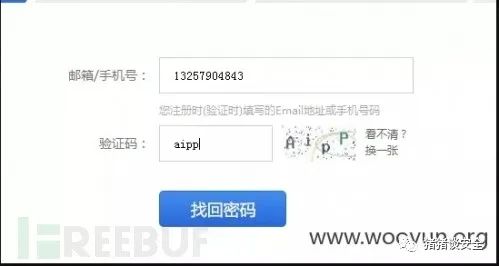 邮箱/手机号： 13257904843
您注册时(验证时)填写的Email地址或手机号码
验证码： aipp AipP 看不清？
换一张
找回密码
FREEBUF
www.wooyun.org
猪猪谈安全